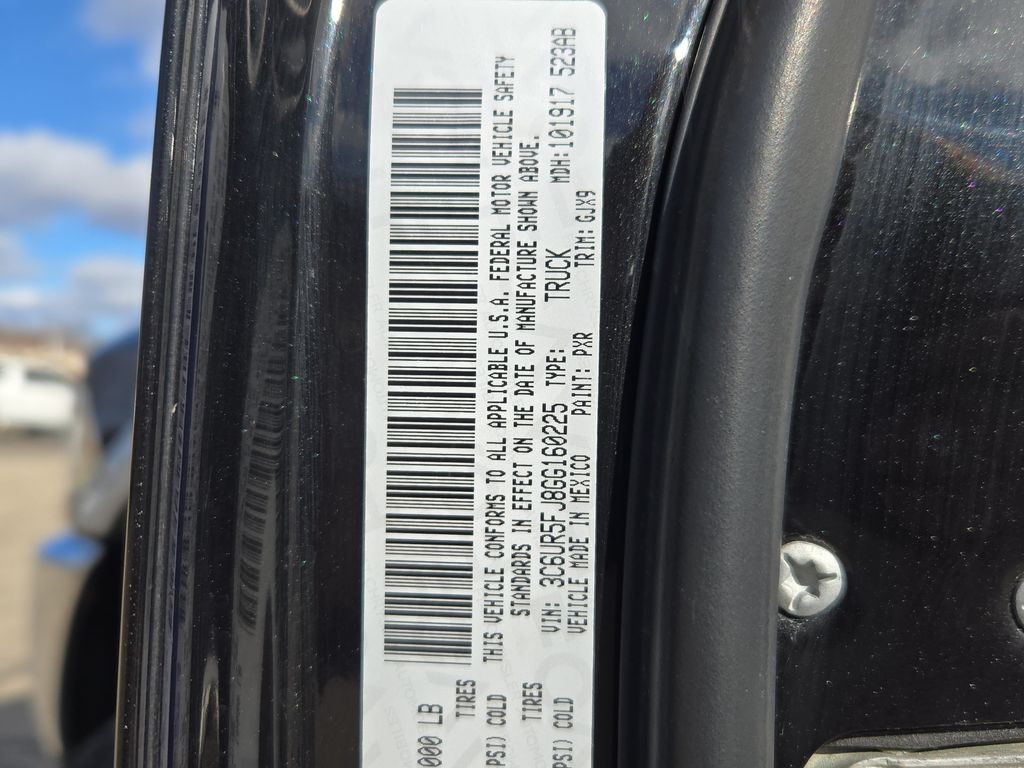 000 LB
TIRES
PSI) COLD
TIRES
PSI) COLD
THIS VEHICLE CONFORMS TO ALL APPLICABLE U.S.A. FEDERAL MOTOR VEHICLE SAFETY
STANDARDS IN EFFECT ON THE DATE OF MANUFACTURE SHOWN ABOVE.
VIN: 3C6UR5FJ8GG160225 TYPE: TRUCK MDH:101917 523AB
VEHICLE MADE IN MEXICO PAINT: PXR TRIM: GJX9